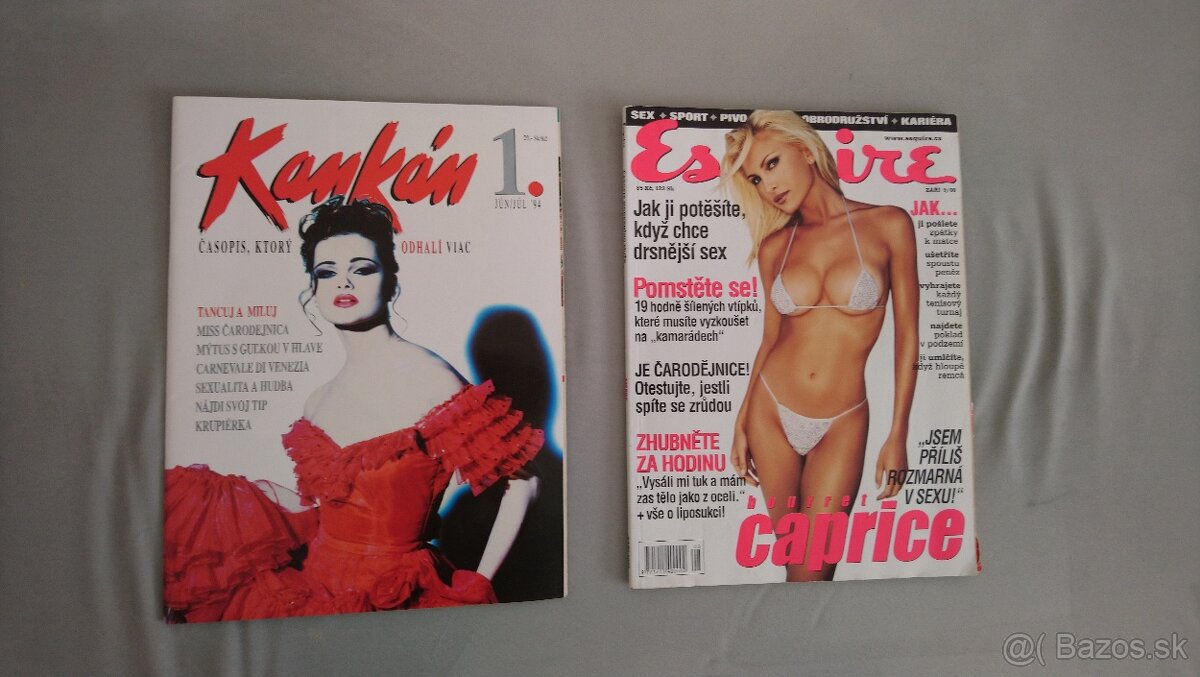 Kankán
1.
JÚN/JÚL '94
ČASOPIS, KTORÝ ODHALÍ VIAC
TANCUJ A MILUJ
MISS ČARODEJNICA
MÝTUS S GUĽKOU V HLAVE
CARNEVALE DI VENEZIA
SEXUALITA A HUDBA
NÁJDI SVOJ TIP
KRUPIÉRKA
SEX + SPORT + PIVO OBRODRUŽSTVÍ + KARIÉRA
Esquire
www.esquire.cz
Jak ji potěšíte,
když chce
drsnější sex
Pomstěte se!
19 hodně šílených vtípků,
které musíte vyzkoušet
na „kamarádech“
JE ČARODĚJNICE!
Otestujte, jestli
spíte se zrůdou
ZHUBNĚTE
ZA HODINU
„Vysáli mi tuk a mám
zas tělo jako z oceli.“
+ vše o liposukci!
JAK...
ji pošlete
zpátky
k matce
ušetříte
spoustu
peněz
vyhrajete
každý
tenisový
turnaj
najdete
poklad
v podzemí
ji umlčíte,
když hloupě
remcá
„JSEM
PŘÍLIŠ
ROZMARNÁ
V SEXU!“
bourret
caprice
@( Bazos.sk